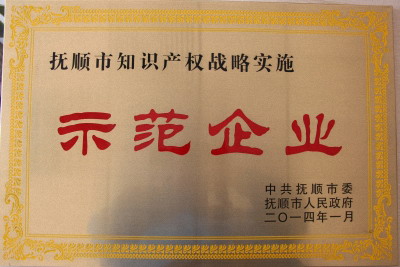 抚顺市知识产权战略实施
示范企业
中共抚顺市委
抚顺市人民政府
二〇一四年一月